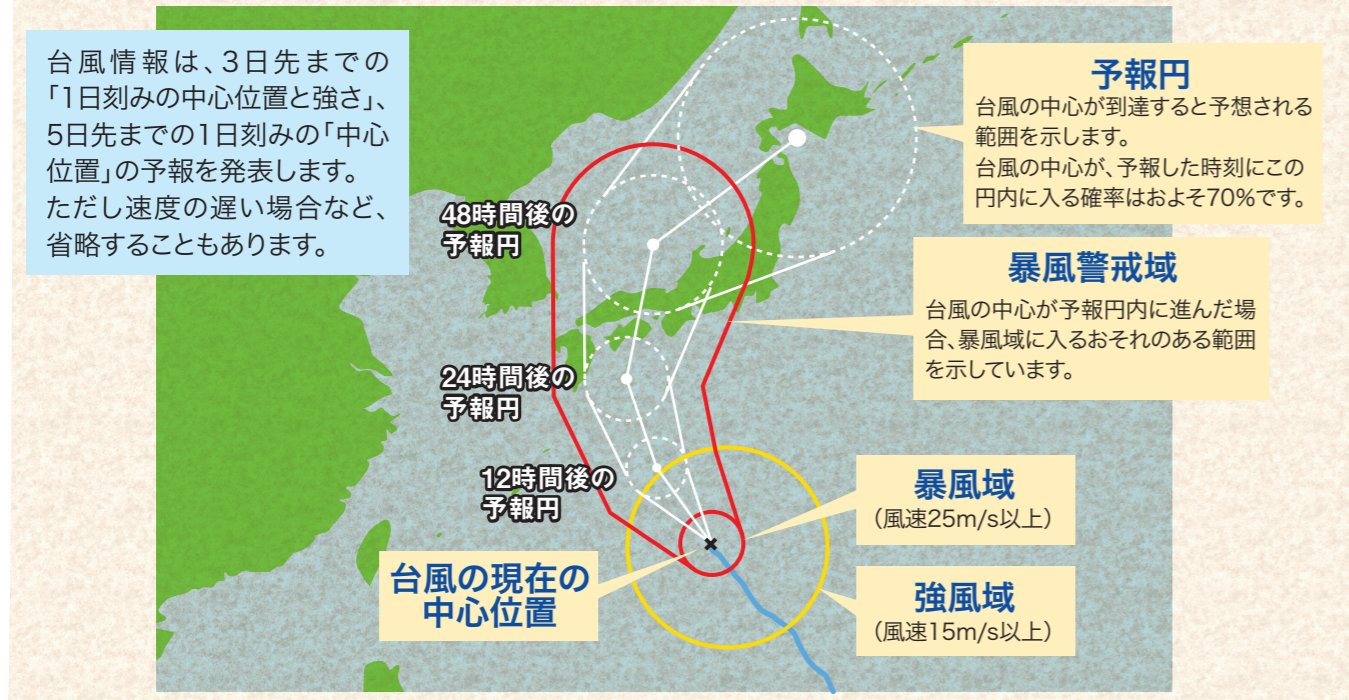 台風情報は、3日先までの
「1日刻みの中心位置と強さ」、
5日先までの1日刻みの「中心
位置」の予報を発表します。
ただし速度の遅い場合など、
省略することもあります。
予報円
台風の中心が到達すると予想される
範囲を示します。
台風の中心が、予報した時刻にこの
円内に入る確率はおよそ70%です。
48時間後の
予報円
暴風警戒域
台風の中心が予報円内に進んだ場
合、暴風域に入るおそれのある範囲
を示しています。
24時間後の
予報円
12時間後の
予報円
暴風域
（風速25m/s以上）
台風の現在の
中心位置
強風域
（風速15m/s以上）